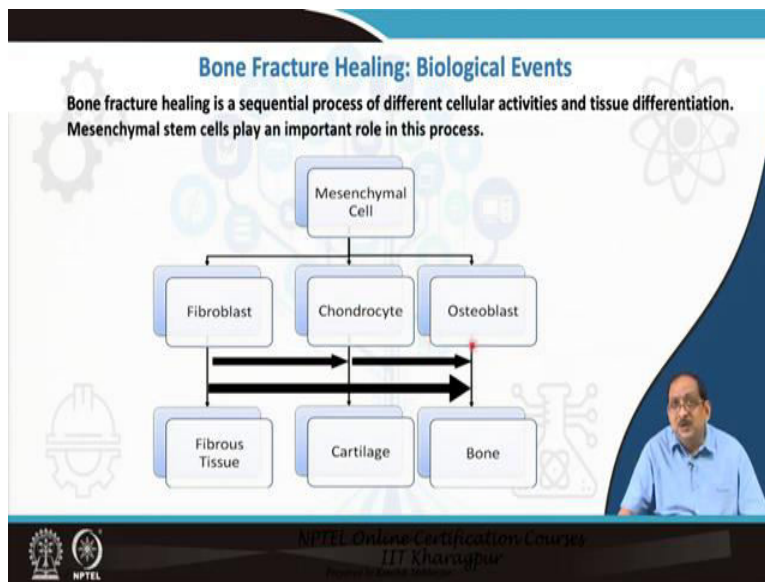 Bone Fracture Healing: Biological Events
Bone fracture healing is a sequential process of different cellular activities and tissue differentiation.
Mesenchymal stem cells play an important role in this process.
Mesenchymal
Cell
Fibroblast
Chondrocyte
Osteoblast
Fibrous
Tissue
Cartilage
Bone
NPTEL Online Certification Courses
IIT Kharagpur
NPTEL